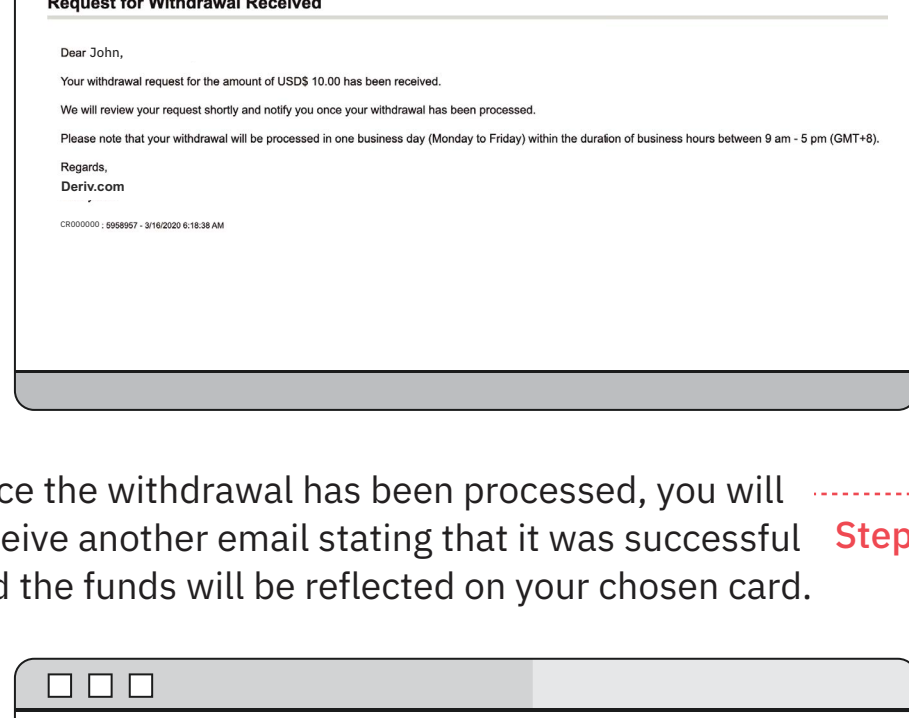 Request for Withdrawal Received
Dear John,
Your withdrawal request for the amount of USD$ 10.00 has been received.
We will review your request shortly and notify you once your withdrawal has been processed.
Please note that your withdrawal will be processed in one business day (Monday to Friday) within the duration of business hours between 9 am - 5 pm (GMT+8).
Regards,
Deriv.com
CR000000 ; 5958957 - 3/16/2020 6:18:38 AM
ce the withdrawal has been processed, you will
eive another email stating that it was successful
d the funds will be reflected on your chosen card.
Step